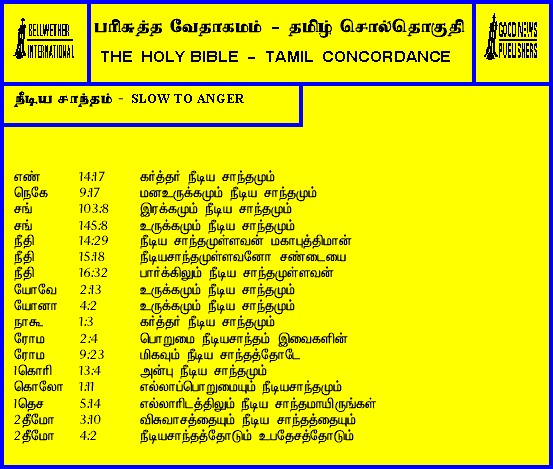 BELLWETHER
INTERNATIONAL
பரிசுத்த வேதாகமம் - தமிழ் சொல்தொகுதி
THE HOLY BIBLE - TAMIL CONCORDANCE
GOOD NEWS
PUBLISHERS
நீடிய சாந்தம் - SLOW TO ANGER
எண் 14:17 கர்த்தர் நீடிய சாந்தமும்
நெகே 9:17 மனஉருக்கமும் நீடிய சாந்தமும்
சங் 103:8 இரக்கமும் நீடிய சாந்தமும்
சங் 145:8 உருக்கமும் நீடிய சாந்தமும்
நீதி 14:29 நீடிய சாந்தமுள்ளவன் மகாபுத்திமான்
நீதி 15:18 நீடியசாந்தமுள்ளவனோ சண்டையை
நீதி 16:32 பார்க்கிலும் நீடிய சாந்தமுள்ளவன்
யோவே 2:13 உருக்கமும் நீடிய சாந்தமும்
யோனா 4:2 உருக்கமும் நீடிய சாந்தமும்
நாகூ 1:3 கர்த்தர் நீடிய சாந்தமும்
ரோம 2:4 பொறுமை நீடியசாந்தம் இவைகளின்
ரோம 9:23 மிகவும் நீடிய சாந்தத்தோடே
1கொரி 13:4 அன்பு நீடிய சாந்தமும்
கொலோ 1:11 எல்லாப்பொறுமையும் நீடியசாந்தமும்
1தெச 5:14 எல்லாரிடத்திலும் நீடிய சாந்தமாயிருங்கள்
2தீமோ 3:10 விசுவாசத்தையும் நீடிய சாந்தத்தையும்
2தீமோ 4:2 நீடியசாந்தத்தோடும் உபதேசத்தோடும்